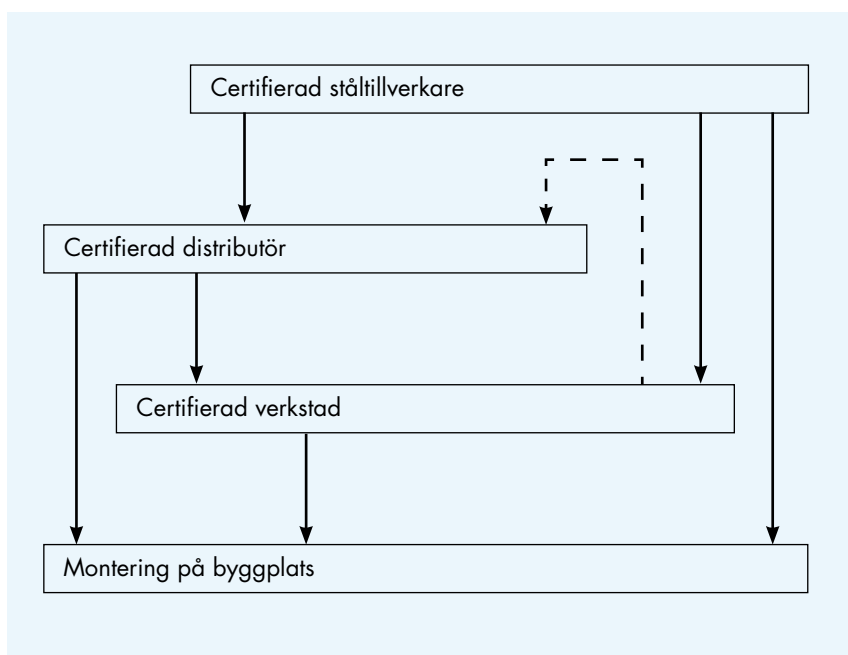 Certifierad ståltillverkare
Certifierad distributör
Certifierad verkstad
Montering på byggplats